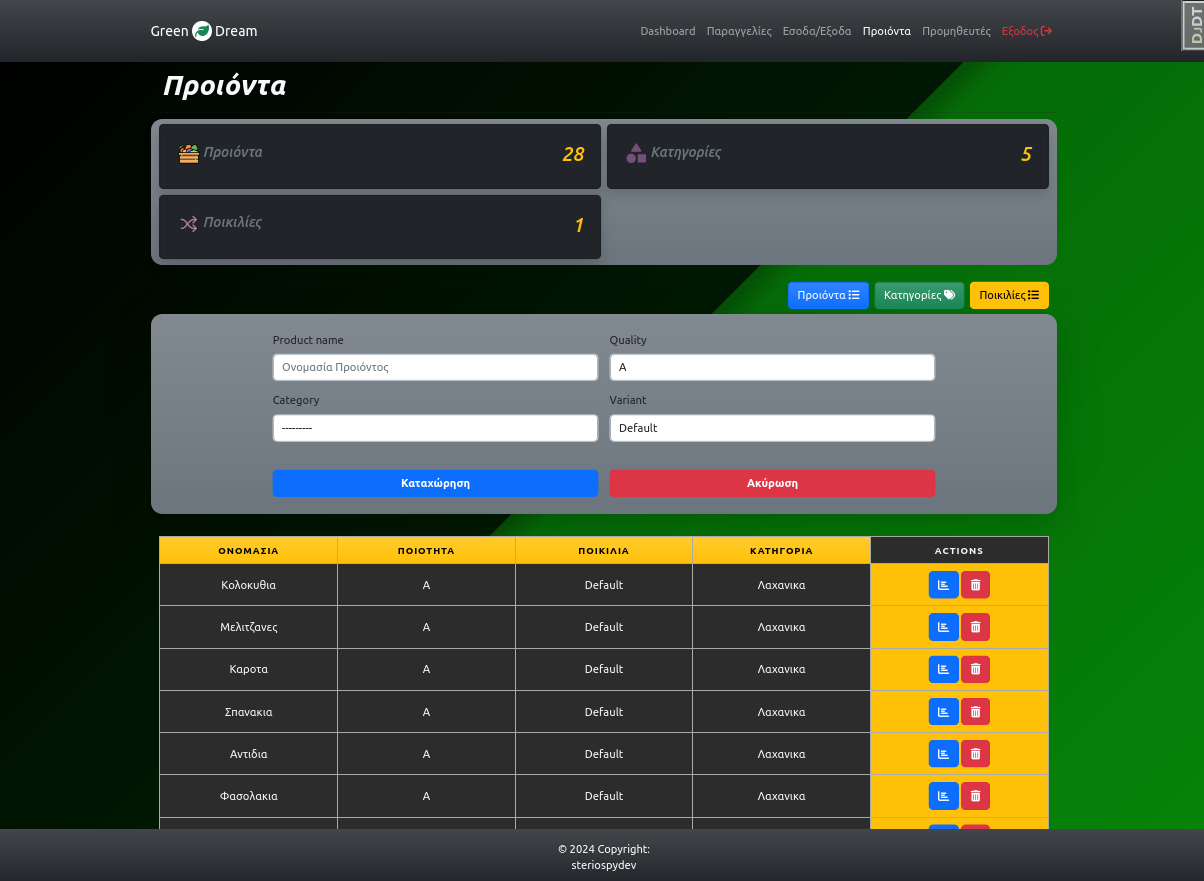 Green Dream
Dashboard Παραγγελίες Εσοδα/Εξοδα Προιόντα Προμηθευτές Εξοδος
DjDT
Προιόντα
Προιόντα 28
Κατηγορίες 5
Ποικιλίες 1
Προιόντα Κατηγορίες Ποικιλίες
Product name Quality
Ονομασία Προιόντος A
Category Variant
--------- Default
Καταχώρηση Ακύρωση
ΟΝΟΜΑΣΙΑ ΠΟΙΟΤΗΤΑ ΠΟΙΚΙΛΙΑ ΚΑΤΗΓΟΡΙΑ ACTIONS
Κολοκυθια A Default Λαχανικα
Μελιτζανες A Default Λαχανικα
Καροτα A Default Λαχανικα
Σπανακια A Default Λαχανικα
Αντιδια A Default Λαχανικα
Φασολακια A Default Λαχανικα
© 2024 Copyright:
steriospydev